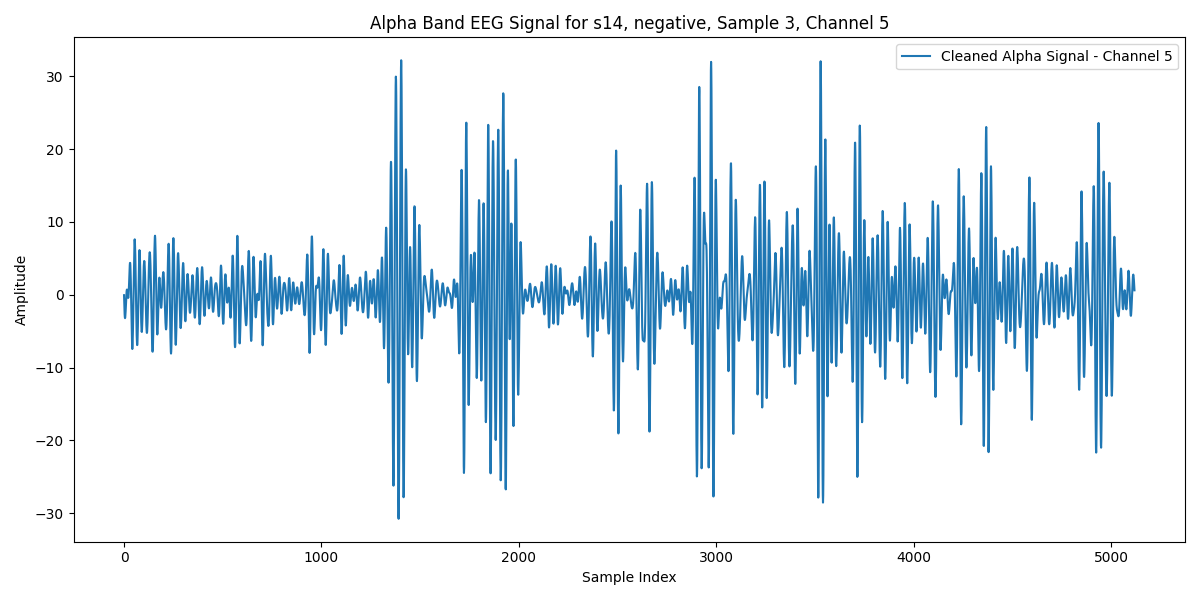 Alpha Band EEG Signal for s14, negative, Sample 3, Channel 5
Cleaned Alpha Signal - Channel 5
Amplitude
30
20
10
0
−10
−20
−30
0 1000 2000 3000 4000 5000
Sample Index